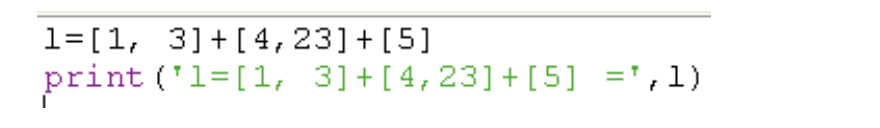 l=[1, 3]+[4,23]+[5]
print('l=[1, 3]+[4,23]+[5] =',l)